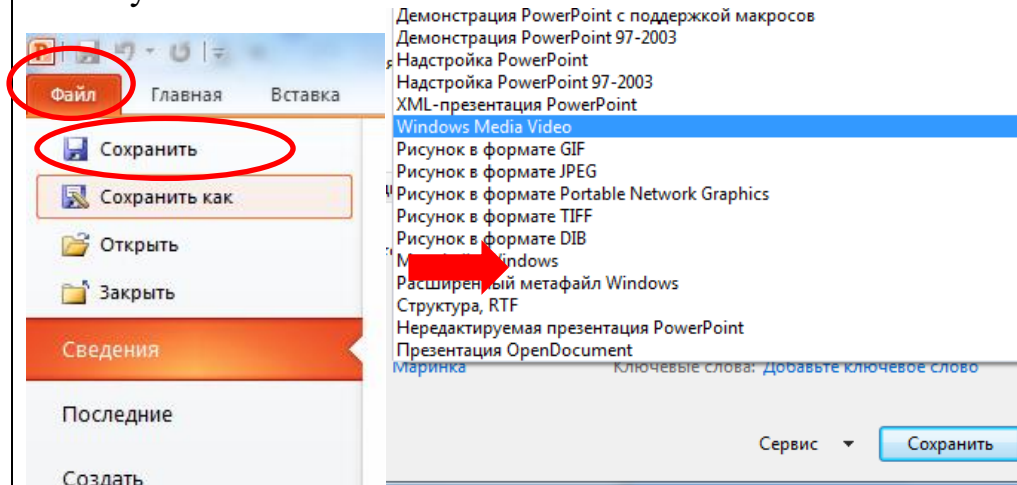 Файл Главная Вставка
Сохранить
Сохранить как
Открыть
Закрыть
Сведения
Последние
Создать
Демонстрация PowerPoint с поддержкой макросов
Демонстрация PowerPoint 97-2003
Надстройка PowerPoint
Надстройка PowerPoint 97-2003
XML-презентация PowerPoint
Windows Media Video
Рисунок в формате GIF
Рисунок в формате JPEG
Рисунок в формате Portable Network Graphics
Рисунок в формате TIFF
Рисунок в формате DIB
Windows
Расширенный метафайл Windows
Структура, RTF
Нередактируемая презентация PowerPoint
Презентация OpenDocument
Маринка Ключевые слова: Добавьте ключевое слово
Сервис Сохранить